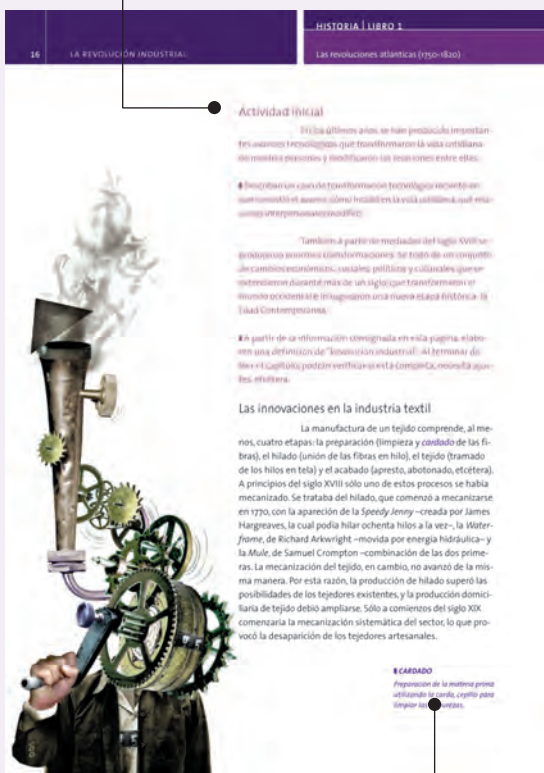 HISTORIA | LIBRO 1
16 LA REVOLUCIÓN INDUSTRIAL
Las revoluciones atlánticas (1750-1820)
Actividad inicial
En los últimos años se han producido importan-
tes avances tecnológicos que transformaron la vida cotidiana
de muchas personas y modificaron las relaciones entre ellas.
Describan un caso de transformación tecnológica reciente en
que consistió el avance, cómo incidió en la vida cotidiana, qué rela-
ciones interpersonales modificó.
También a partir de mediados del siglo XVIII se
produjeron enormes transformaciones. Se trató de un conjunto
de cambios económicos, sociales, políticos y culturales que se
extendieron durante más de un siglo, que transformaron el
mundo occidental e inauguraron una nueva etapa histórica: la
Edad Contemporánea.
A partir de la información consignada en esta página, elabo-
ren una definición de "Revolución industrial". Al terminar de
leer el capítulo, podrán verificar si está completa, necesita ajus-
tes, etcétera.
Las innovaciones en la industria textil
La manufactura de un tejido comprende, al me-
nos, cuatro etapas: la preparación (limpieza y cardado de las fi-
bras), el hilado (unión de las fibras en hilo), el tejido (tramado
de los hilos en tela) y el acabado (apresto, abotonado, etcétera).
A principios del siglo XVIII sólo uno de estos procesos se había
mecanizado. Se trataba del hilado, que comenzó a mecanizarse
en 1770, con la aparición de la Speedy Jenny –creada por James
Hargreaves, la cual podía hilar ochenta hilos a la vez–, la Water-
frame, de Richard Arkwright –movida por energía hidráulica– y
la Mule, de Samuel Crompton –combinación de las dos prime-
ras. La mecanización del tejido, en cambio, no avanzó de la mis-
ma manera. Por esta razón, la producción de hilado superó las
posibilidades de los tejedores existentes, y la producción domici-
liaria de tejido debió ampliarse. Sólo a comienzos del siglo XIX
comenzaría la mecanización sistemática del sector, lo que pro-
vocó la desaparición de los tejedores artesanales.
CARDADO
Preparación de la materia prima
utilizando la carda, cepillo para
limpiar las impurezas.